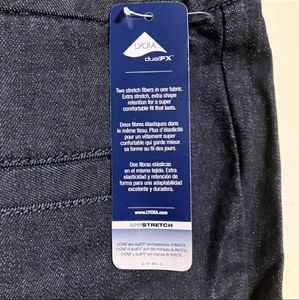 LYCRA
dualFX
Two stretch fibers in one fabric.
Extra stretch, extra shape
retention for a super
comfortable fit that lasts.
Deux fibres élastiques dans
le même tissu. Plus d'élasticité
pour un vêtement super
confortable qui garde mieux
sa forme au fil des jours.
Dos fibras elásticas
en el mismo tejido. Extra
elasticidad y retención de
forma para una adaptabilidad
excelente y duradera.
www.lycra.com
SUPERSTRETCH